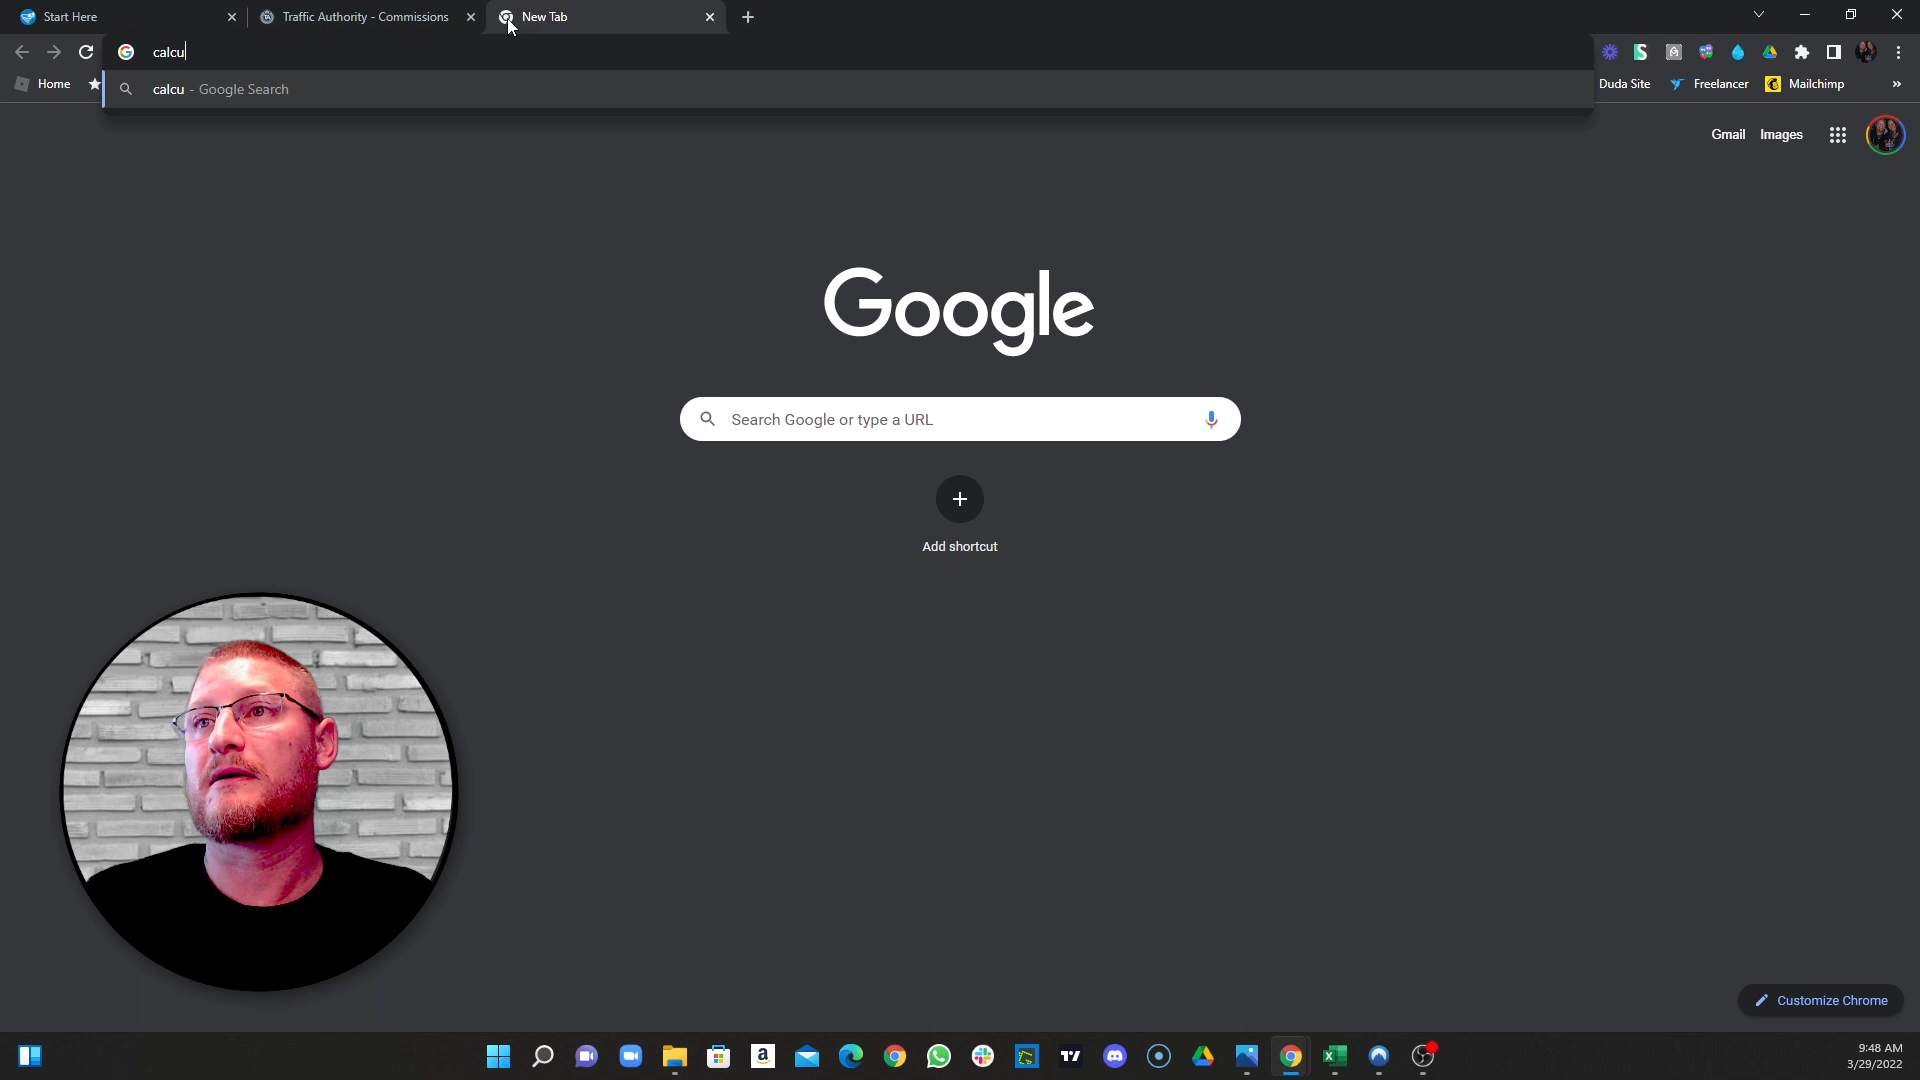 Start Here
Traffic Authority - Commissions
New Tab
calcu
Home
calcu - Google Search
Duda Site
Freelancer
Mailchimp
Gmail
Images
Google
Search Google or type a URL
Add shortcut
Customize Chrome
9:48 AM
3/29/2022